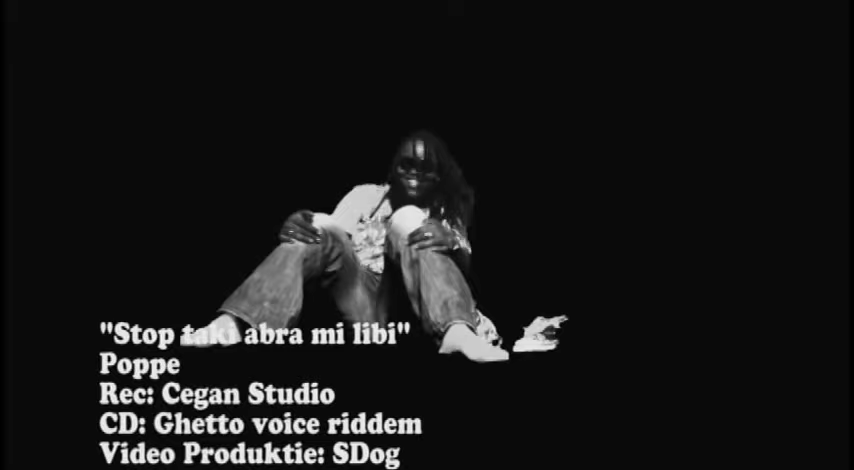 "Stop taki abra mi libi"
Poppe
Rec: Cegan Studio
CD: Ghetto voice riddem
Video Produktie: SDog